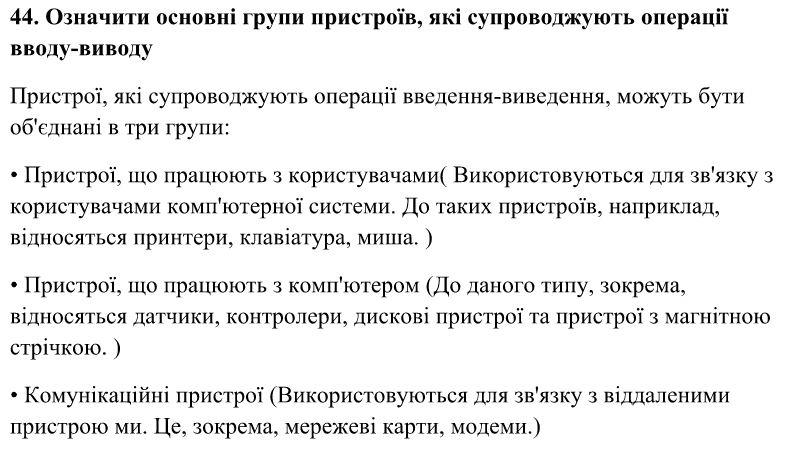 44. Означити основні групи пристроїв, які супроводжують операції
вводу-виводу
Пристрої, які супроводжують операції введення-виведення, можуть бути
об'єднані в три групи:
• Пристрої, що працюють з користувачами( Використовуються для зв'язку з
користувачами комп'ютерної системи. До таких пристроїв, наприклад,
відносяться принтери, клавіатура, миша. )
• Пристрої, що працюють з комп'ютером (До даного типу, зокрема,
відносяться датчики, контролери, дискові пристрої та пристрої з магнітною
стрічкою. )
• Комунікаційні пристрої (Використовуються для зв'язку з віддаленими
пристрою ми. Це, зокрема, мережеві карти, модеми.)